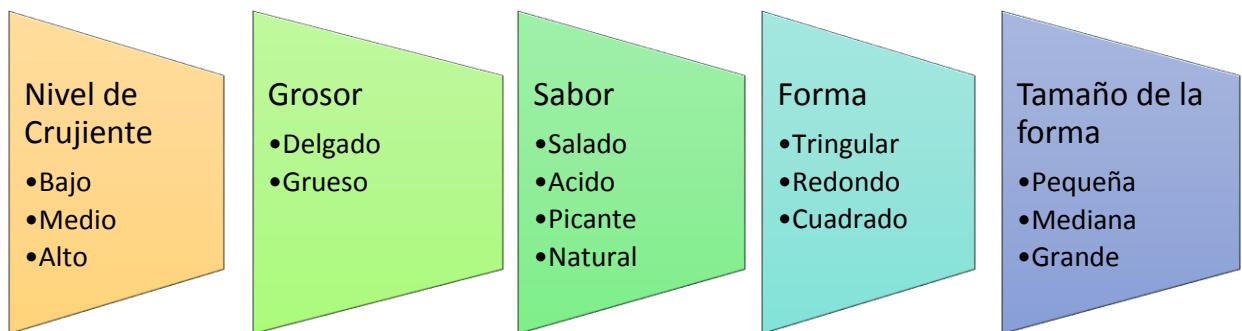 Nivel de
Crujiente
•Bajo
•Medio
•Alto
Grosor
•Delgado
•Grueso
Sabor
•Salado
•Acido
•Picante
•Natural
Forma
•Tringular
•Redondo
•Cuadrado
Tamaño de la
forma
•Pequeña
•Mediana
•Grande